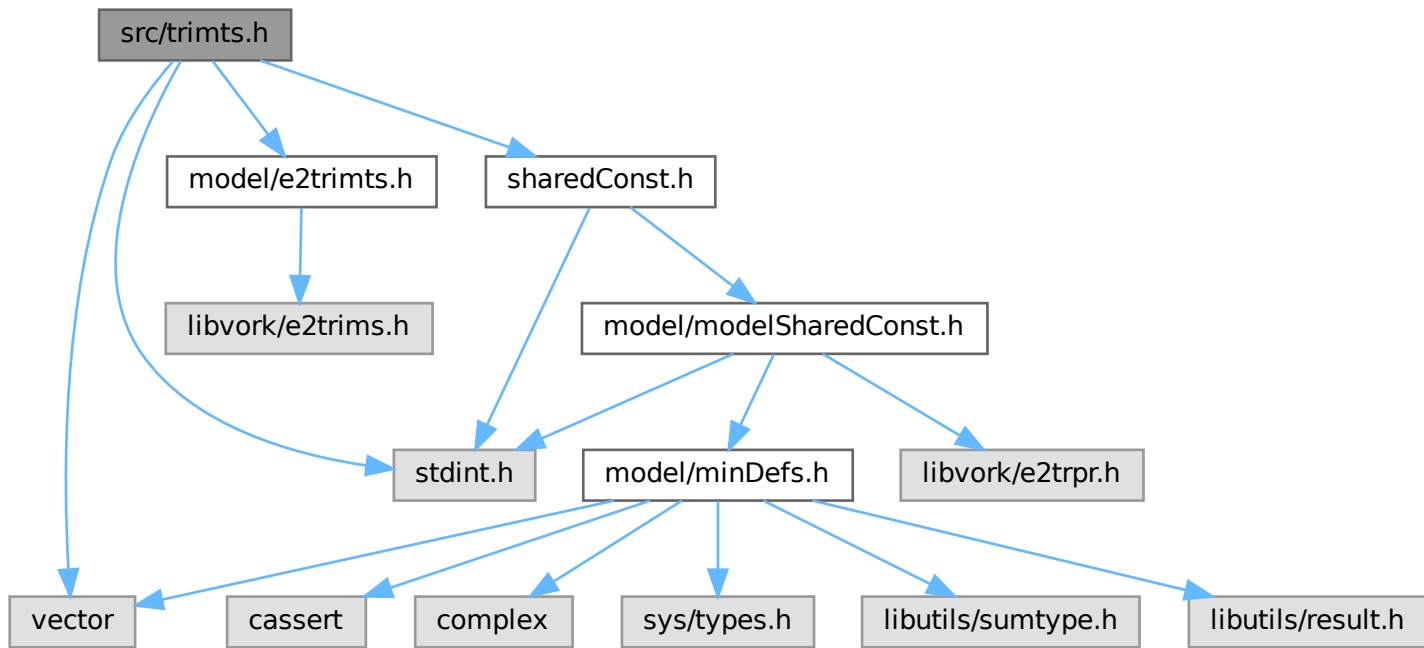 src/trimts.h
model/e2trimts.h
sharedConst.h
libvork/e2trims.h
model/modelSharedConst.h
stdint.h
model/minDefs.h
libvork/e2trpr.h
vector
cassert
complex
sys/types.h
libutils/sumtype.h
libutils/result.h